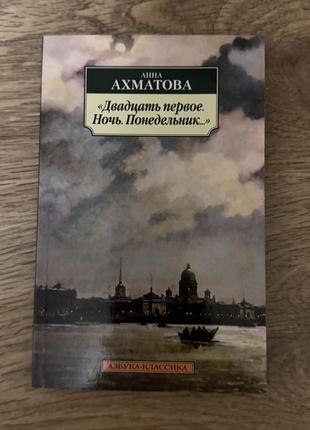 АННА
АХМАТОВА
«Двадцать первое.
Ночь. Понедельник...»
АЗБУКА-КЛАССИКА